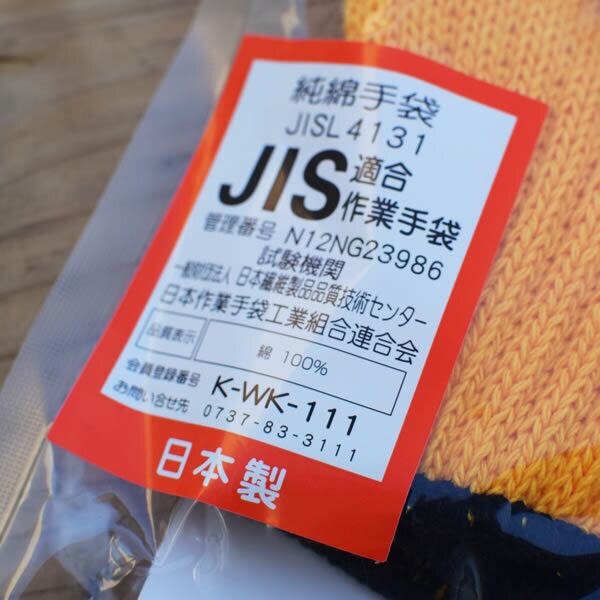 純綿手袋
JISL 4131
JIS 適合作業手袋
管理番号 N12NG23986
試験機関
一般財団法人 日本繊維製品品質技術センター
日本作業手袋工業組合連合会
品質表示 綿 100%
会員登録番号 K-WK-111
お問い合せ先 0737-83-3111
日本製